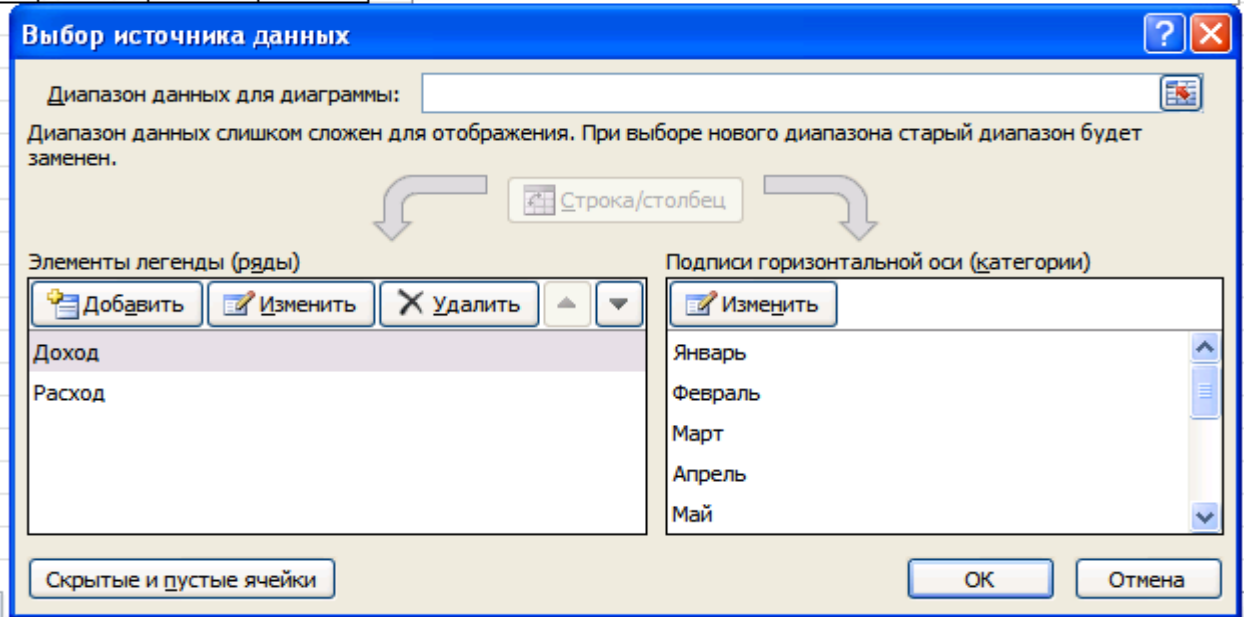 Выбор источника данных
Диапазон данных для диаграммы:
Диапазон данных слишком сложен для отображения. При выборе нового диапазона старый диапазон будет
заменен.
Строка/столбец
Элементы легенды (ряды)
Добавить Изменить Удалить
Доход
Расход
Подписи горизонтальной оси (категории)
Изменить
Январь
Февраль
Март
Апрель
Май
Скрытые и пустые ячейки
ОК Отмена